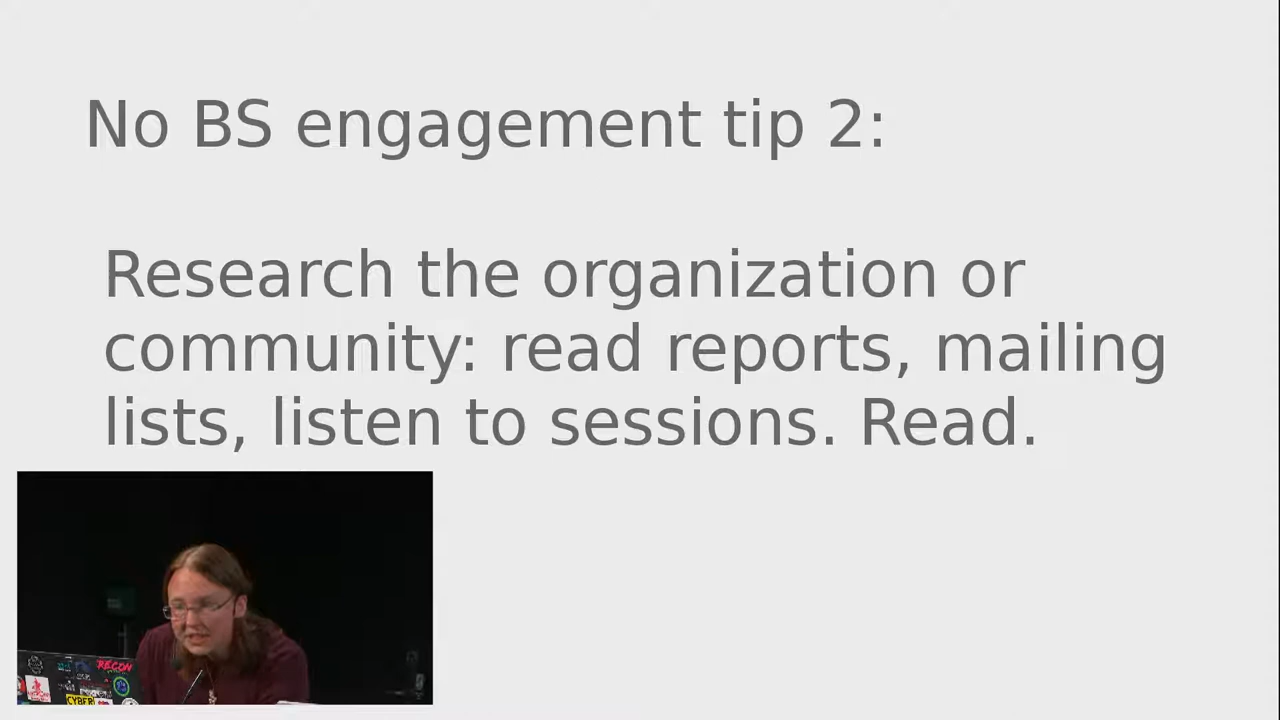 No BS engagement tip 2:
Research the organization or
community: read reports, mailing
lists, listen to sessions. Read.
RECON
CYBER